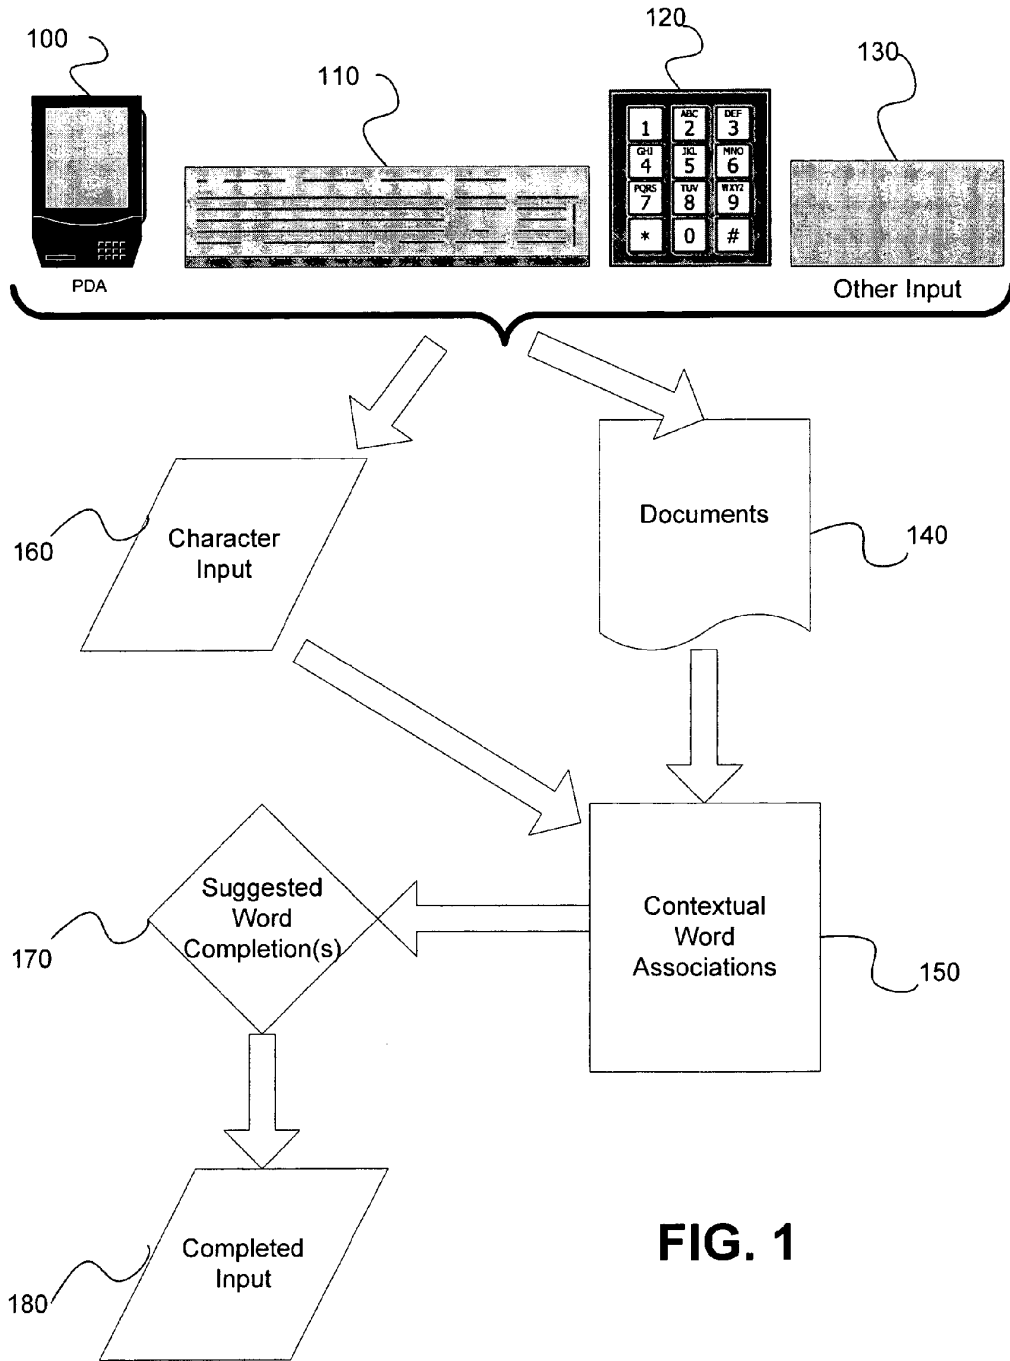 100
110
120
130
1
ABC
2
DEF
3
GHI
4
JKL
5
MNO
6
PQRS
7
TUV
8
WXYZ
9
*
0
#
PDA
Other Input
Character
Input
160
Documents
140
Suggested
Word
Completion(s)
170
Contextual
Word
Associations
150
Completed
Input
180
FIG. 1